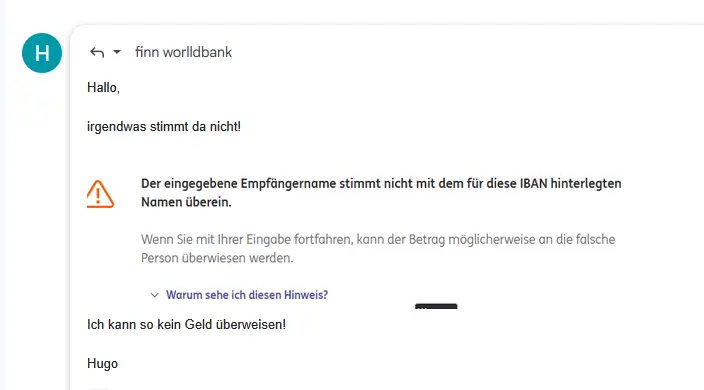 H
finn worlldbank
Hallo,
irgendwas stimmt da nicht!
Der eingegebene Empfängername stimmt nicht mit dem für diese IBAN hinterlegten
Namen überein.
Wenn Sie mit Ihrer Eingabe fortfahren, kann der Betrag möglicherweise an die falsche
Person überwiesen werden.
Warum sehe ich diesen Hinweis?
Ich kann so kein Geld überweisen!
Hugo